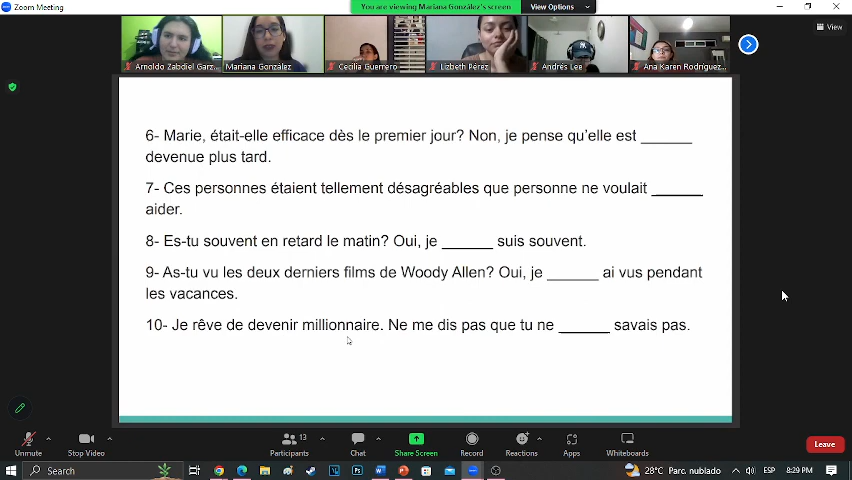 Zoom Meeting
You are viewing Mariana González's screen
View Options
View
Arnoldo Zabdiel Garz...
Mariana González
Cecilia Guerrero
Lizbeth Pérez
Andrés Lee
Ana Karen Rodríguez...
6- Marie, était-elle efficace dès le premier jour? Non, je pense qu'elle est ______
devenue plus tard.
7- Ces personnes étaient tellement désagréables que personne ne voulait ______
aider.
8- Es-tu souvent en retard le matin? Oui, je ______ suis souvent.
9- As-tu vu les deux derniers films de Woody Allen? Oui, je ______ ai vus pendant
les vacances.
10- Je rêve de devenir millionnaire. Ne me dis pas que tu ne ______ savais pas.
13
Unmute
Stop Video
Participants
Chat
Share Screen
Record
Reactions
Apps
Whiteboards
Leave
Search
28°C Parc. nublado
ESP
8:29 PM